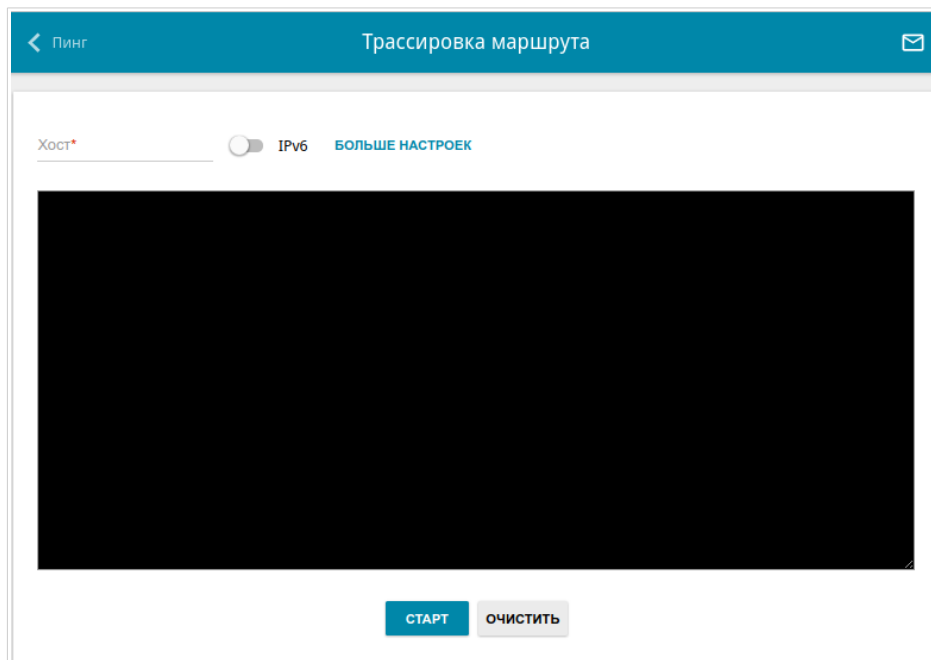 Пинг
Трассировка маршрута
Хост*
IPv6
БОЛЬШЕ НАСТРОЕК
СТАРТ
ОЧИСТИТЬ